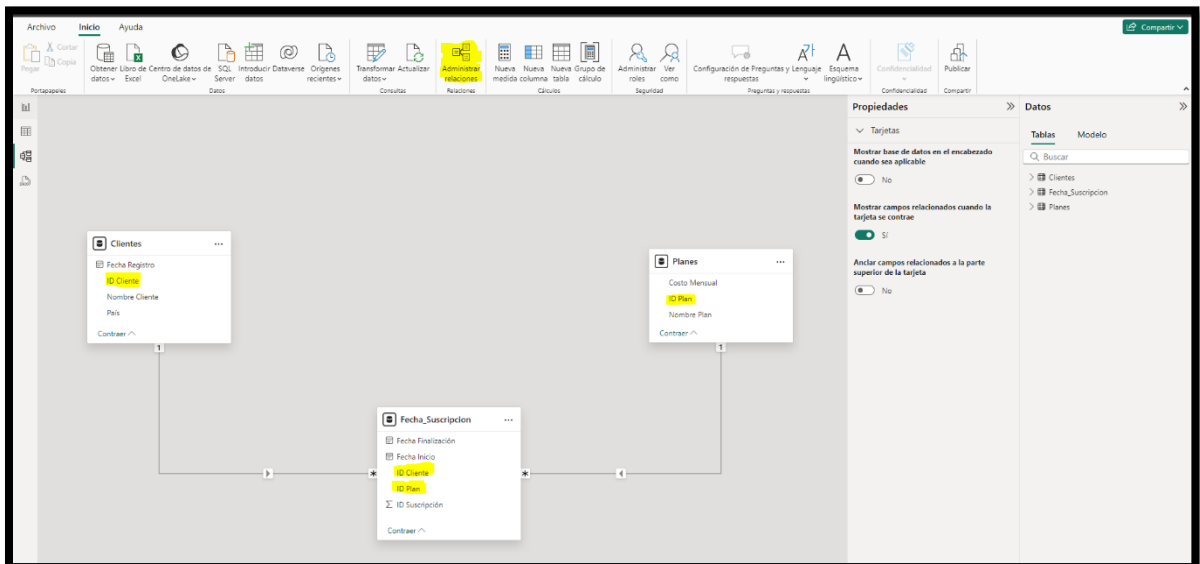 Archivo Inicio Ayuda
Compartir
Pegar
Cortar
Copia
Portapapeles
Obtener datos
Libro de Excel
Centro de datos de OneLake
SQL Server
Introducir datos
Dataverse
Orígenes recientes
Datos
Transformar datos
Actualizar
Consultas
Administrar relaciones
Relaciones
Nueva medida
Nueva columna
Nueva tabla
Grupo de cálculo
Cálculos
Administrar roles
Ver como
Seguridad
Configuración de Preguntas y respuestas
Lenguaje
Esquema lingüístico
Preguntas y respuestas
Confidencialidad
Confidencialidad
Publicar
Compartir
Clientes
Fecha Registro
ID Cliente
Nombre Cliente
País
Contraer
1
Planes
Costo Mensual
ID Plan
Nombre Plan
Contraer
1
Fecha_Suscripcion
Fecha Finalización
Fecha Inicio
* ID Cliente *
ID Plan
Σ ID Suscripción
Contraer
Propiedades
Tarjetas
Mostrar base de datos en el encabezado
cuando sea aplicable
No
Mostrar campos relacionados cuando la
tarjeta se contrae
Sí
Anclar campos relacionados a la parte
superior de la tarjeta
No
Datos
Tablas Modelo
Buscar
Clientes
Fecha_Suscripcion
Planes